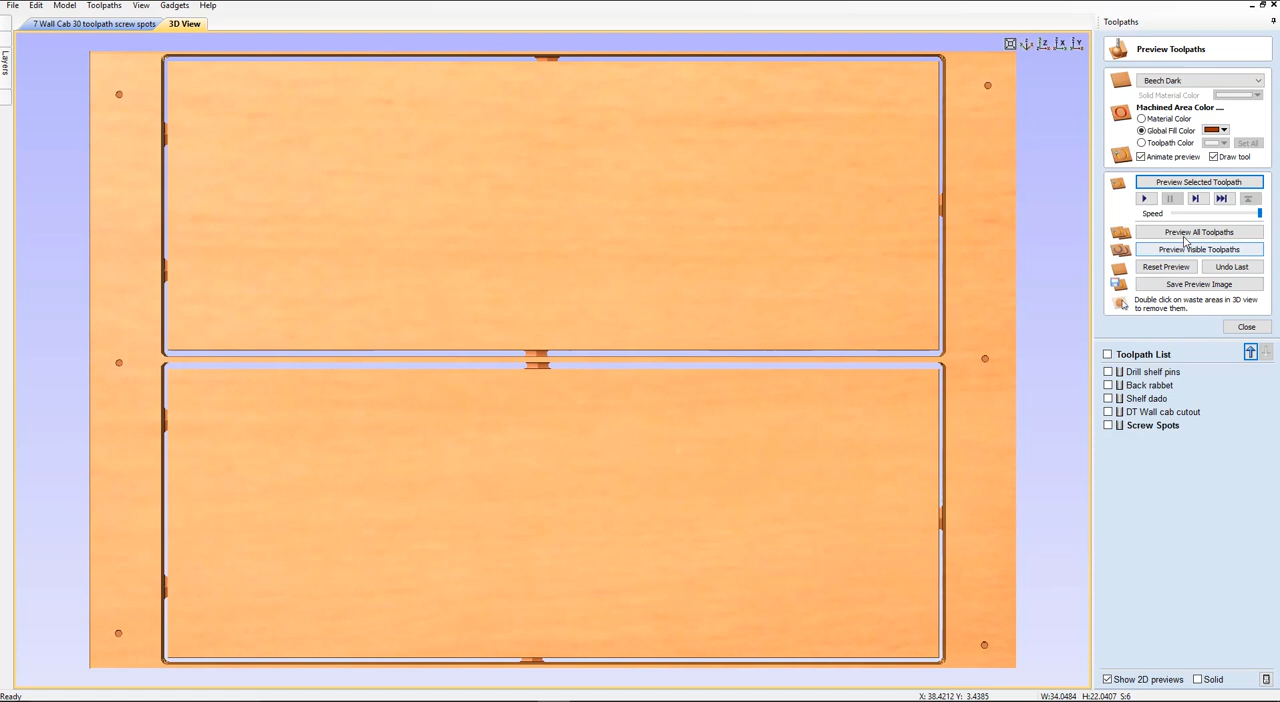 File Edit Model Toolpaths View Gadgets Help
7 Wall Cab 30 toolpath screw spots 3D View
Layers
Z X Y
Toolpaths
Preview Toolpaths
Beech Dark
Solid Material Color
Machined Area Color ....
Material Color
Global Fill Color
Toolpath Color Set All
Animate preview Draw tool
Preview Selected Toolpath
Speed
Preview All Toolpaths
Preview Visible Toolpaths
Reset Preview Undo Last
Save Preview Image
Double click on waste areas in 3D view
to remove them.
Close
Toolpath List
Drill shelf pins
Back rabbet
Shelf dado
DT Wall cab cutout
Screw Spots
Show 2D previews Solid
Ready X: 38.4212 Y: 3.4385 W:34.0484 H:22.0407 S:6